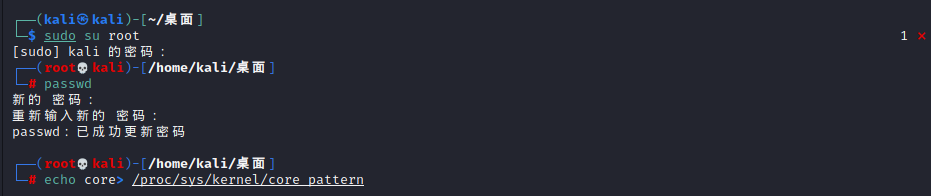 ┌──(kali㉿kali)-[~/桌面]
└─$ sudo su root 1 ⨯
[sudo] kali 的密码：
┌──(root💀kali)-[/home/kali/桌面]
└─# passwd
新的 密码：
重新输入新的 密码：
passwd：已成功更新密码
┌──(root💀kali)-[/home/kali/桌面]
└─# echo core> /proc/sys/kernel/core_pattern